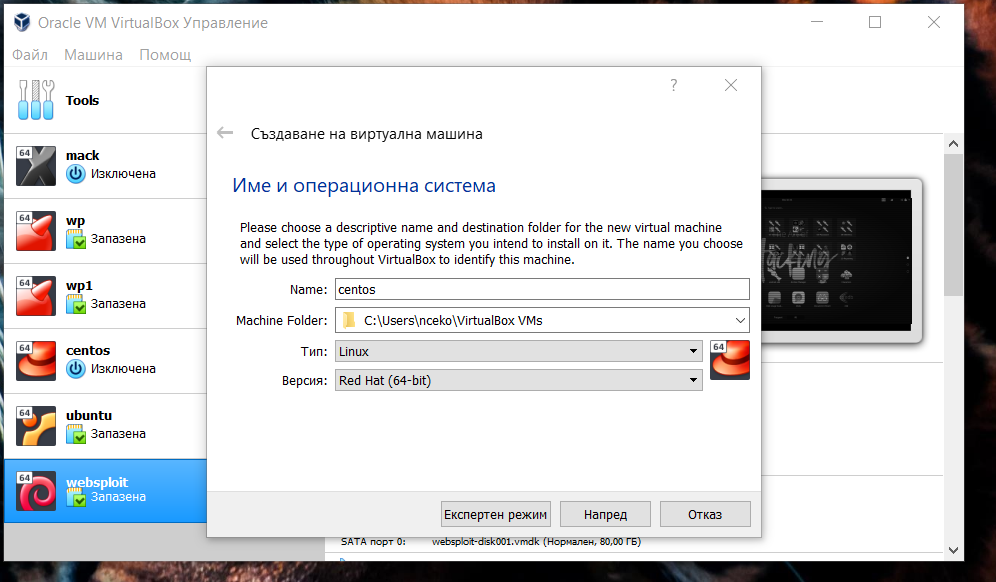 Oracle VM VirtualBox Управление
Файл Машина Помощ
Tools
64
mack
Изключена
64
wp
Запазена
64
wp1
Запазена
64
centos
Изключена
64
ubuntu
Запазена
64
websploit
Запазена
?
Създаване на виртуална машина
Име и операционна система
Please choose a descriptive name and destination folder for the new virtual machine
and select the type of operating system you intend to install on it. The name you choose
will be used throughout VirtualBox to identify this machine.
Name: centos
Machine Folder: C:\Users\nceko\VirtualBox VMs
Тип: Linux
64
Версия: Red Hat (64-bit)
Експертен режим Напред Отказ
SATA порт 0: websploit-disk001.vmdk (Нормален, 80,00 ГБ)